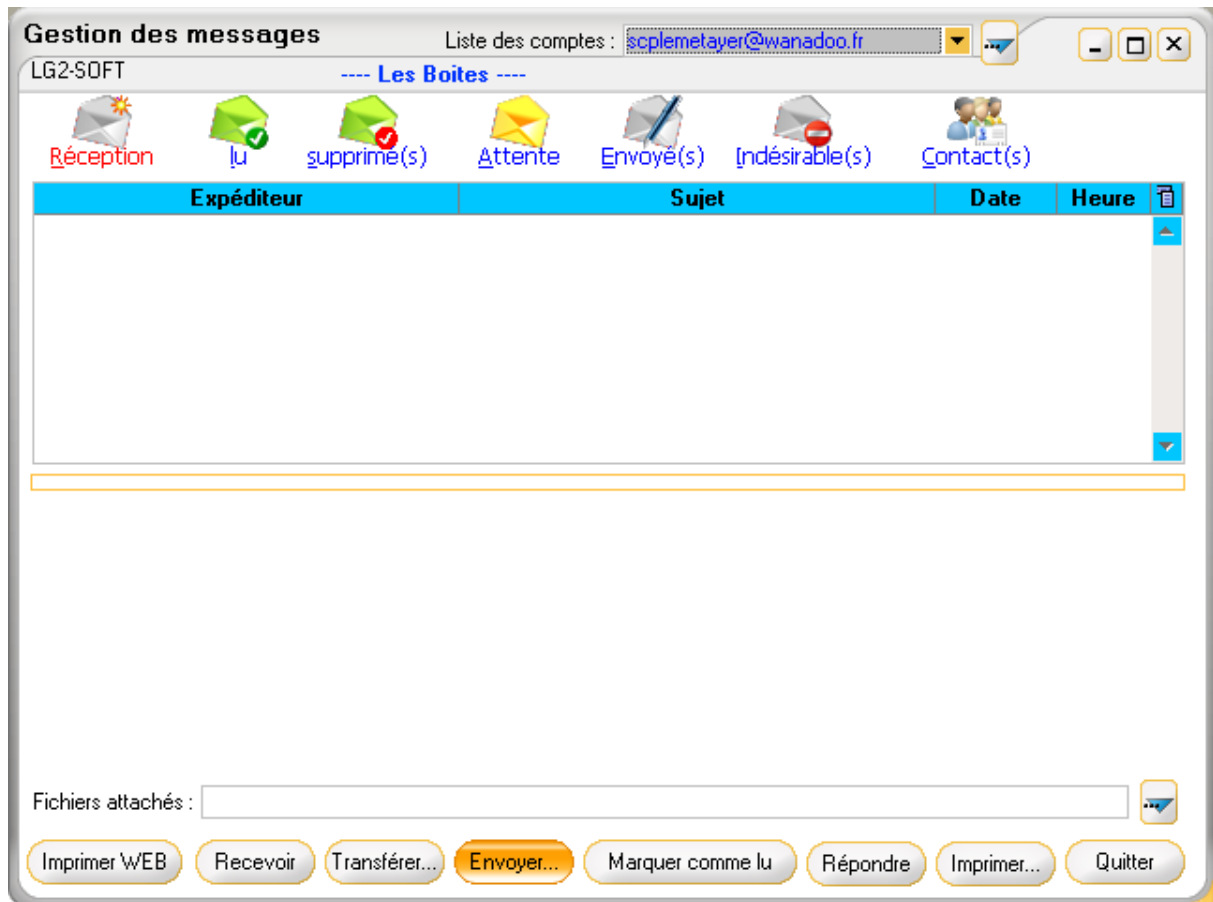 Gestion des messages Liste des comptes : scplemetayer@wanadoo.fr
LG2-SOFT ---- Les Boites ----
Réception lu supprimé(s) Attente Envoyé(s) Indésirable(s) Contact(s)
Expéditeur Sujet Date Heure
Fichiers attachés :
Imprimer WEB Recevoir Transférer... Envoyer... Marquer comme lu Répondre Imprimer... Quitter